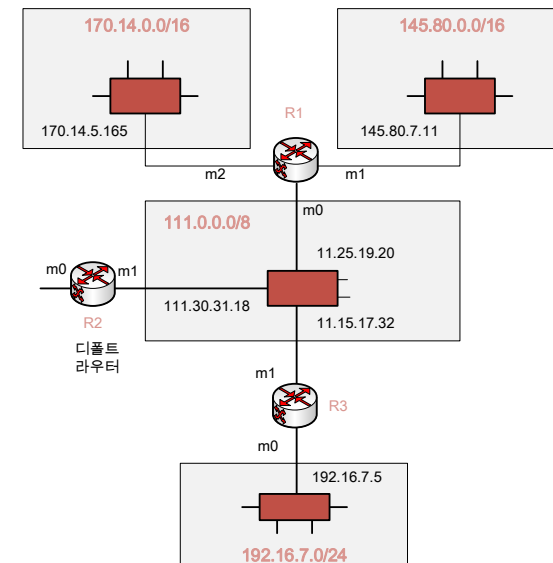 170.14.0.0/16
145.80.0.0/16
170.14.5.165
R1
145.80.7.11
m2
m1
m0
111.0.0.0/8
11.25.19.20
m0
m1
111.30.31.18
R2
11.15.17.32
디폴트
라우터
m1
R3
m0
192.16.7.5
192.16.7.0/24